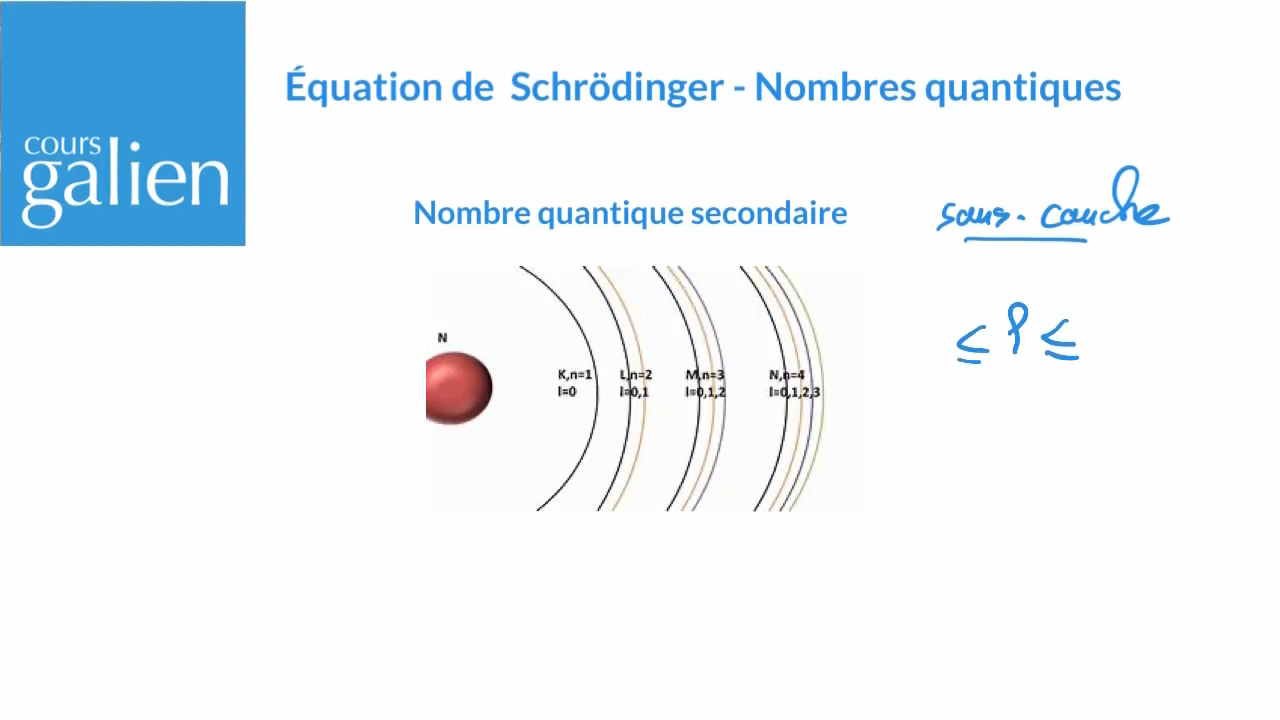 cours
galien
Équation de Schrödinger - Nombres quantiques
Nombre quantique secondaire
sous-couche
≤ l ≤
N
K,n=1
l=0
L,n=2
l=0,1
M,n=3
l=0,1,2
N,n=4
l=0,1,2,3